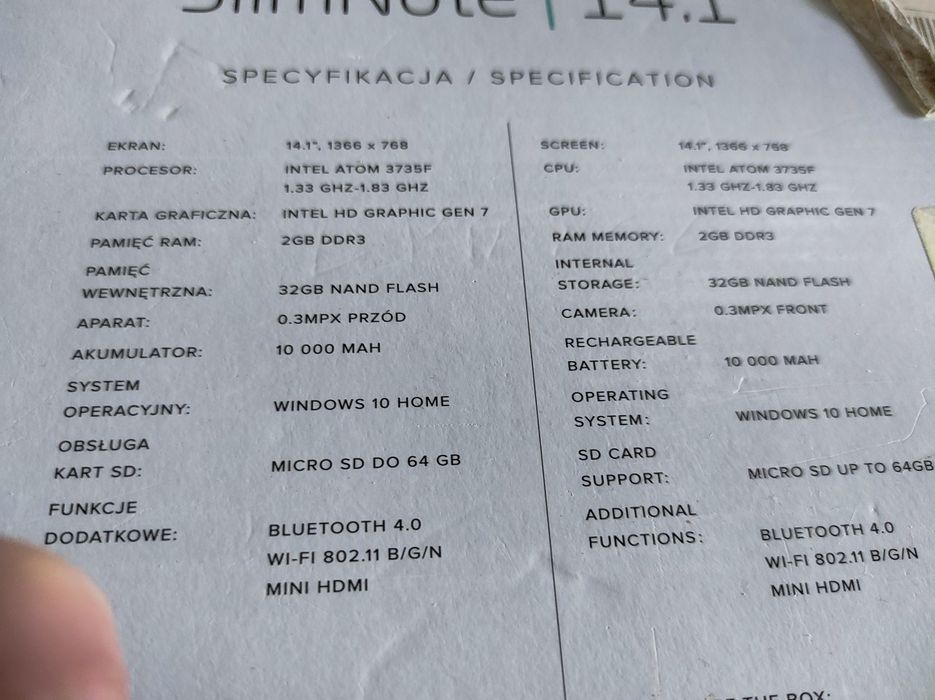 SlimNote | 14.1
SPECYFIKACJA / SPECIFICATION
EKRAN: 14.1", 1366 x 768
PROCESOR: INTEL ATOM 3735F
1.33 GHZ-1.83 GHZ
KARTA GRAFICZNA: INTEL HD GRAPHIC GEN 7
PAMIĘĆ RAM: 2GB DDR3
PAMIĘĆ
WEWNĘTRZNA: 32GB NAND FLASH
APARAT: 0.3MPX PRZÓD
AKUMULATOR: 10 000 MAH
SYSTEM
OPERACYJNY: WINDOWS 10 HOME
OBSŁUGA
KART SD: MICRO SD DO 64 GB
FUNKCJE
DODATKOWE: BLUETOOTH 4.0
WI-FI 802.11 B/G/N
MINI HDMI
SCREEN: 14.1", 1366 x 768
CPU: INTEL ATOM 3735F
1.33 GHZ-1.83 GHZ
GPU: INTEL HD GRAPHIC GEN 7
RAM MEMORY: 2GB DDR3
INTERNAL
STORAGE: 32GB NAND FLASH
CAMERA: 0.3MPX FRONT
RECHARGEABLE
BATTERY: 10 000 MAH
OPERATING
SYSTEM: WINDOWS 10 HOME
SD CARD
SUPPORT: MICRO SD UP TO 64GB
ADDITIONAL
FUNCTIONS: BLUETOOTH 4.0
WI-FI 802.11 B/G/N
MINI HDMI
THE BOX: